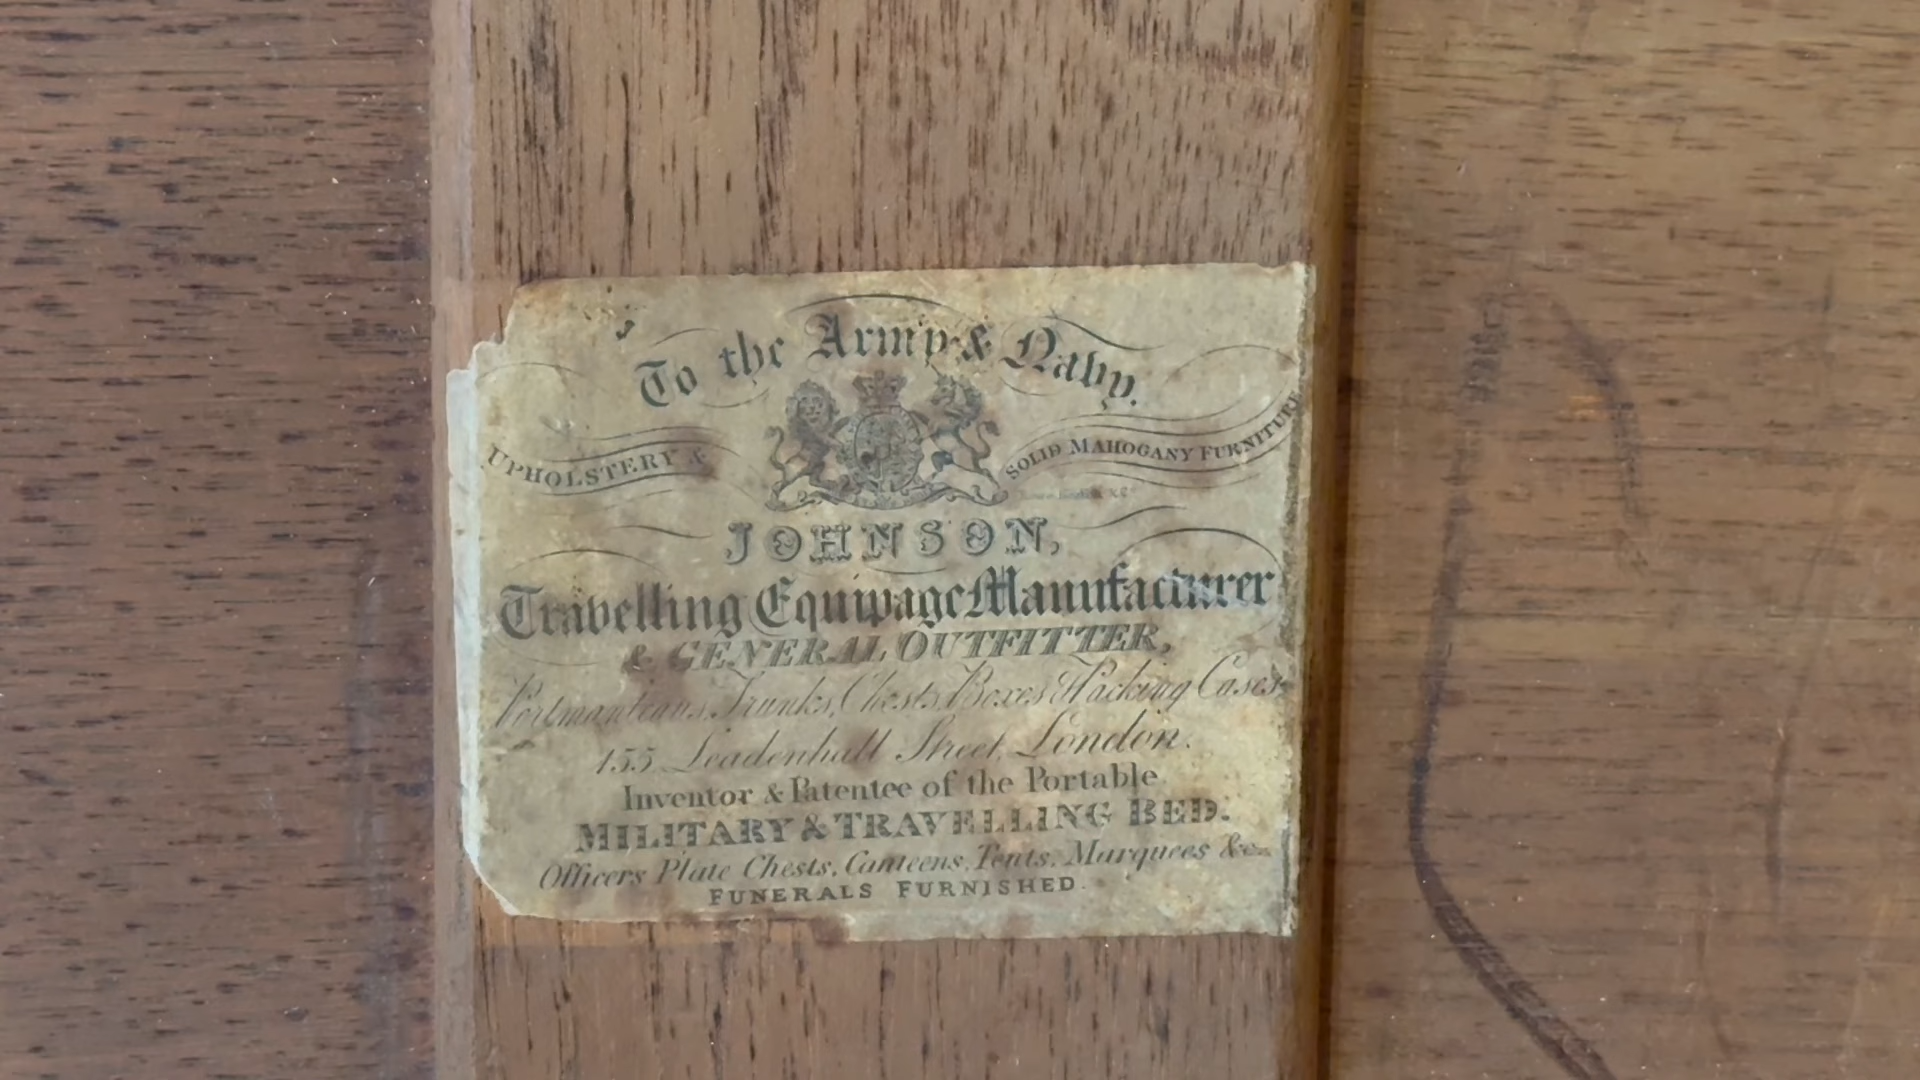 To the Army & Navy.
UPHOLSTERY & SOLID MAHOGANY FURNITURE
JOHNSON,
Travelling Equipage Manufacturer
& GENERAL OUTFITTER,
Portmanteaus, Trunks, Chests, Boxes & Packing Cases,
155 Leadenhall Street, London.
Inventor & Patentee of the Portable
MILITARY & TRAVELLING BED.
Officers Plate Chests, Canteens, Tents, Marquees &c.
FUNERALS FURNISHED.